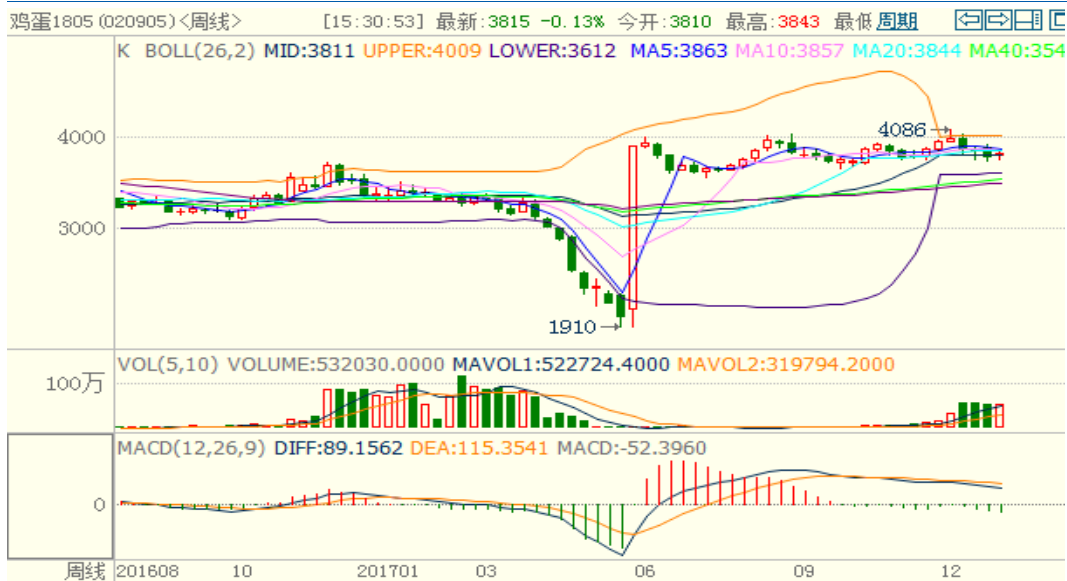 鸡蛋1805(020905)<周线> [15:30:53] 最新:3815 -0.13% 今开:3810 最高:3843 最低 周期
K BOLL(26,2) MID:3811 UPPER:4009 LOWER:3612 MA5:3863 MA10:3857 MA20:3844 MA40:354
4086
4000
3000
1910
VOL(5,10) VOLUME:532030.0000 MAVOL1:522724.4000 MAVOL2:319794.2000
100万
MACD(12,26,9) DIFF:89.1562 DEA:115.3541 MACD:-52.3960
0
周线 201608 10 201701 03 06 09 12